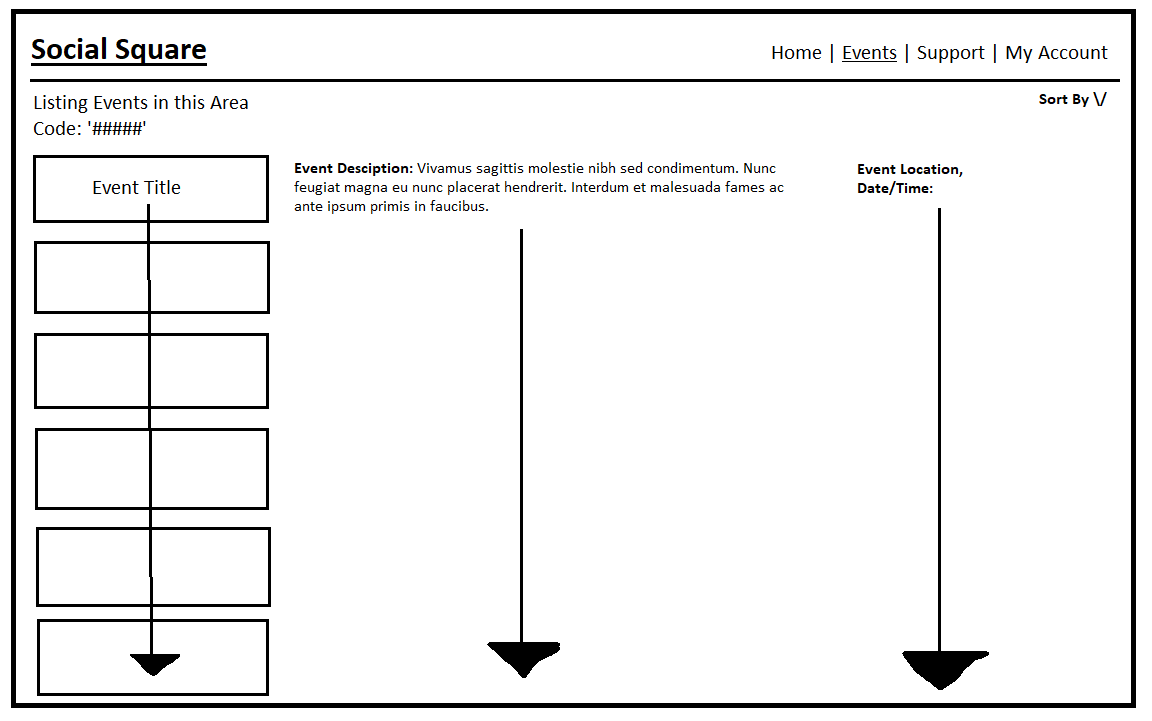 Social Square
Home | Events | Support | My Account
Listing Events in this Area
Code: '#####'
Sort By \/
Event Title
Event Desciption: Vivamus sagittis molestie nibh sed condimentum. Nunc
feugiat magna eu nunc placerat hendrerit. Interdum et malesuada fames ac
ante ipsum primis in faucibus.
Event Location,
Date/Time: